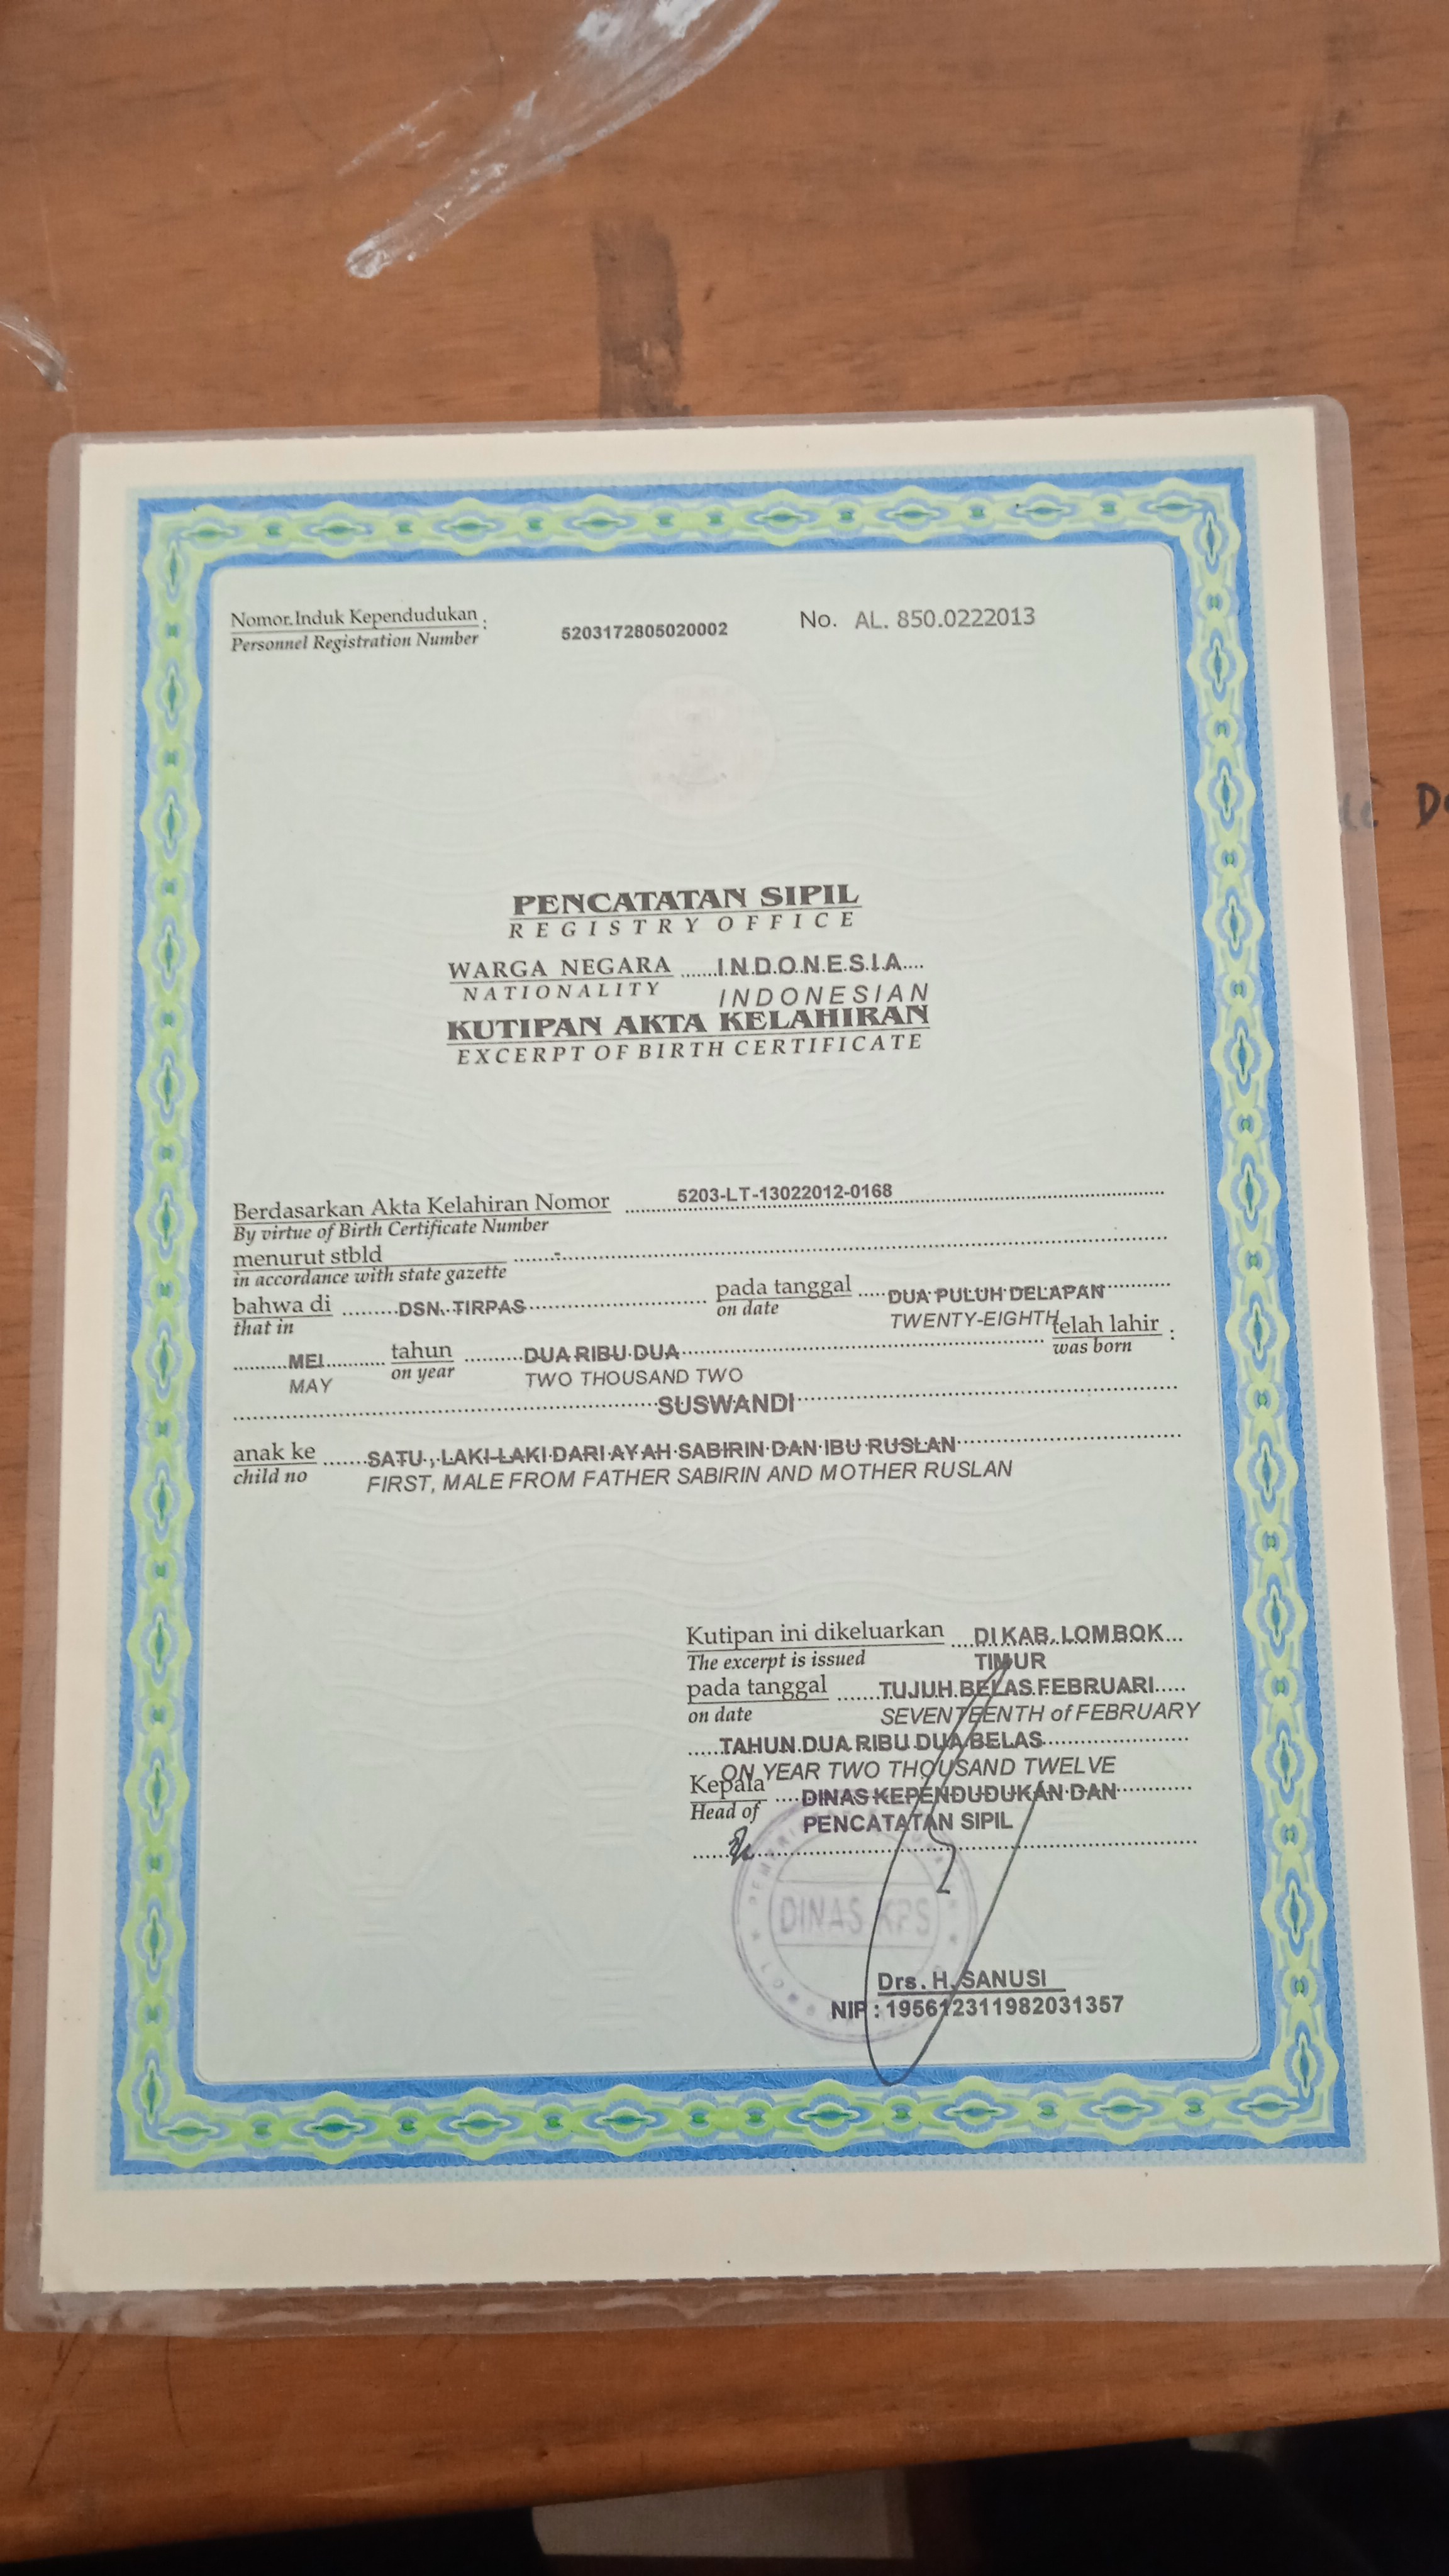 Nomor Induk Kependudukan :
Personnel Registration Number
5203172805020002
No. AL. 850.0222013
PENCATATAN SIPIL
REGISTRY OFFICE
WARGA NEGARA INDONESIA
NATIONALITY INDONESIAN
KUTIPAN AKTA KELAHIRAN
EXCERPT OF BIRTH CERTIFICATE
Berdasarkan Akta Kelahiran Nomor 5203-LT-13022012-0168
By virtue of Birth Certificate Number
menurut stbld -
in accordance with state gazette
bahwa di DSN. TIRPAS pada tanggal DUA PULUH DELAPAN
that in on date TWENTY-EIGHTH
telah lahir :
was born
MEI tahun DUA RIBU DUA
MAY on year TWO THOUSAND TWO
SUSWANDI
anak ke SATU, LAKI-LAKI DARI AYAH SABIRIN DAN IBU RUSLAN
child no FIRST, MALE FROM FATHER SABIRIN AND MOTHER RUSLAN
Kutipan ini dikeluarkan DI KAB. LOMBOK
The excerpt is issued TIMUR
pada tanggal TUJUH BELAS FEBRUARI
on date SEVENTEENTH of FEBRUARY
TAHUN DUA RIBU DUA BELAS
ON YEAR TWO THOUSAND TWELVE
Kepala DINAS KEPENDUDUKAN DAN
Head of PENCATATAN SIPIL
DINAS KPS
Drs. H. SANUSI
NIP : 195612311982031357